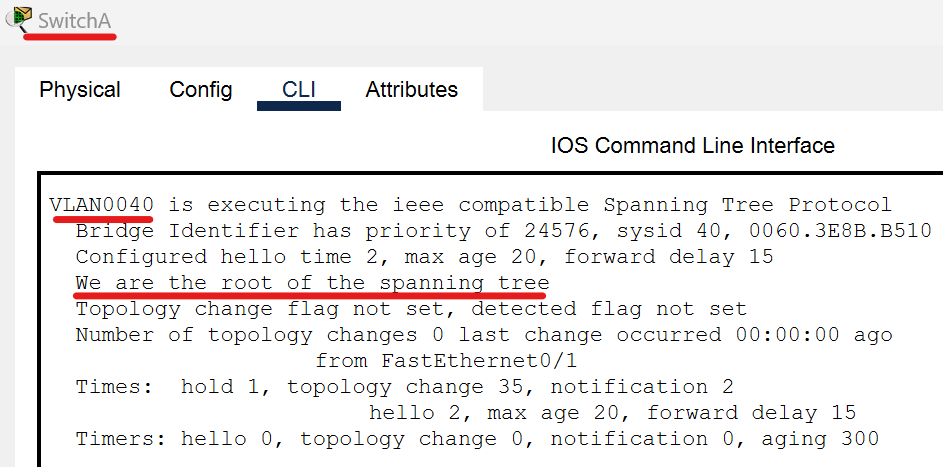 SwitchA
Physical Config CLI Attributes
IOS Command Line Interface
VLAN0040 is executing the ieee compatible Spanning Tree Protocol
Bridge Identifier has priority of 24576, sysid 40, 0060.3E8B.B510
Configured hello time 2, max age 20, forward delay 15
We are the root of the spanning tree
Topology change flag not set, detected flag not set
Number of topology changes 0 last change occurred 00:00:00 ago
from FastEthernet0/1
Times: hold 1, topology change 35, notification 2
hello 2, max age 20, forward delay 15
Timers: hello 0, topology change 0, notification 0, aging 300